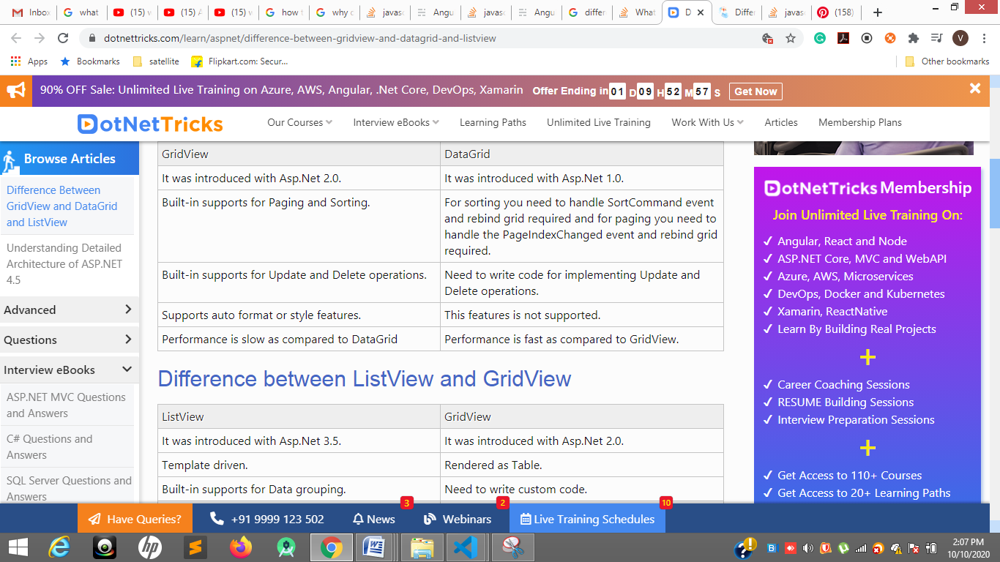 Inbox
what
(15) w
(15) A
(15) w
how t
why c
javasc
Angu
javasc
Angu
differ
What
D
Differ
javasc
(158)
dotnettricks.com/learn/aspnet/difference-between-gridview-and-datagrid-and-listview
V
Apps
Bookmarks
satellite
Flipkart.com: Secur...
Other bookmarks
90% OFF Sale: Unlimited Live Training on Azure, AWS, Angular, .Net Core, DevOps, Xamarin Offer Ending in 01 D 09 H 52 M 57 S Get Now
DotNetTricks
Our Courses
Interview eBooks
Learning Paths
Unlimited Live Training
Work With Us
Articles
Membership Plans
Browse Articles
Difference Between
GridView and DataGrid
and ListView
Understanding Detailed
Architecture of ASP.NET
4.5
Advanced
Questions
Interview eBooks
ASP.NET MVC Questions
and Answers
C# Questions and
Answers
SQL Server Questions and
Answers
GridView
DataGrid
It was introduced with Asp.Net 2.0.
It was introduced with Asp.Net 1.0.
Built-in supports for Paging and Sorting.
For sorting you need to handle SortCommand event
and rebind grid required and for paging you need to
handle the PageIndexChanged event and rebind grid
required.
Built-in supports for Update and Delete operations.
Need to write code for implementing Update and
Delete operations.
Supports auto format or style features.
This features is not supported.
Performance is slow as compared to DataGrid
Performance is fast as compared to GridView.
Difference between ListView and GridView
ListView
GridView
It was introduced with Asp.Net 3.5.
It was introduced with Asp.Net 2.0.
Template driven.
Rendered as Table.
Built-in supports for Data grouping.
Need to write custom code.
DotNetTricks Membership
Join Unlimited Live Training On:
✓ Angular, React and Node
✓ ASP.NET Core, MVC and WebAPI
✓ Azure, AWS, Microservices
✓ DevOps, Docker and Kubernetes
✓ Xamarin, ReactNative
✓ Learn By Building Real Projects
+
✓ Career Coaching Sessions
✓ RESUME Building Sessions
✓ Interview Preparation Sessions
+
✓ Get Access to 110+ Courses
✓ Get Access to 20+ Learning Paths
Have Queries?
+91 9999 123 502
3
News
2
Webinars
10
Live Training Schedules
hp
2:07 PM
10/10/2020